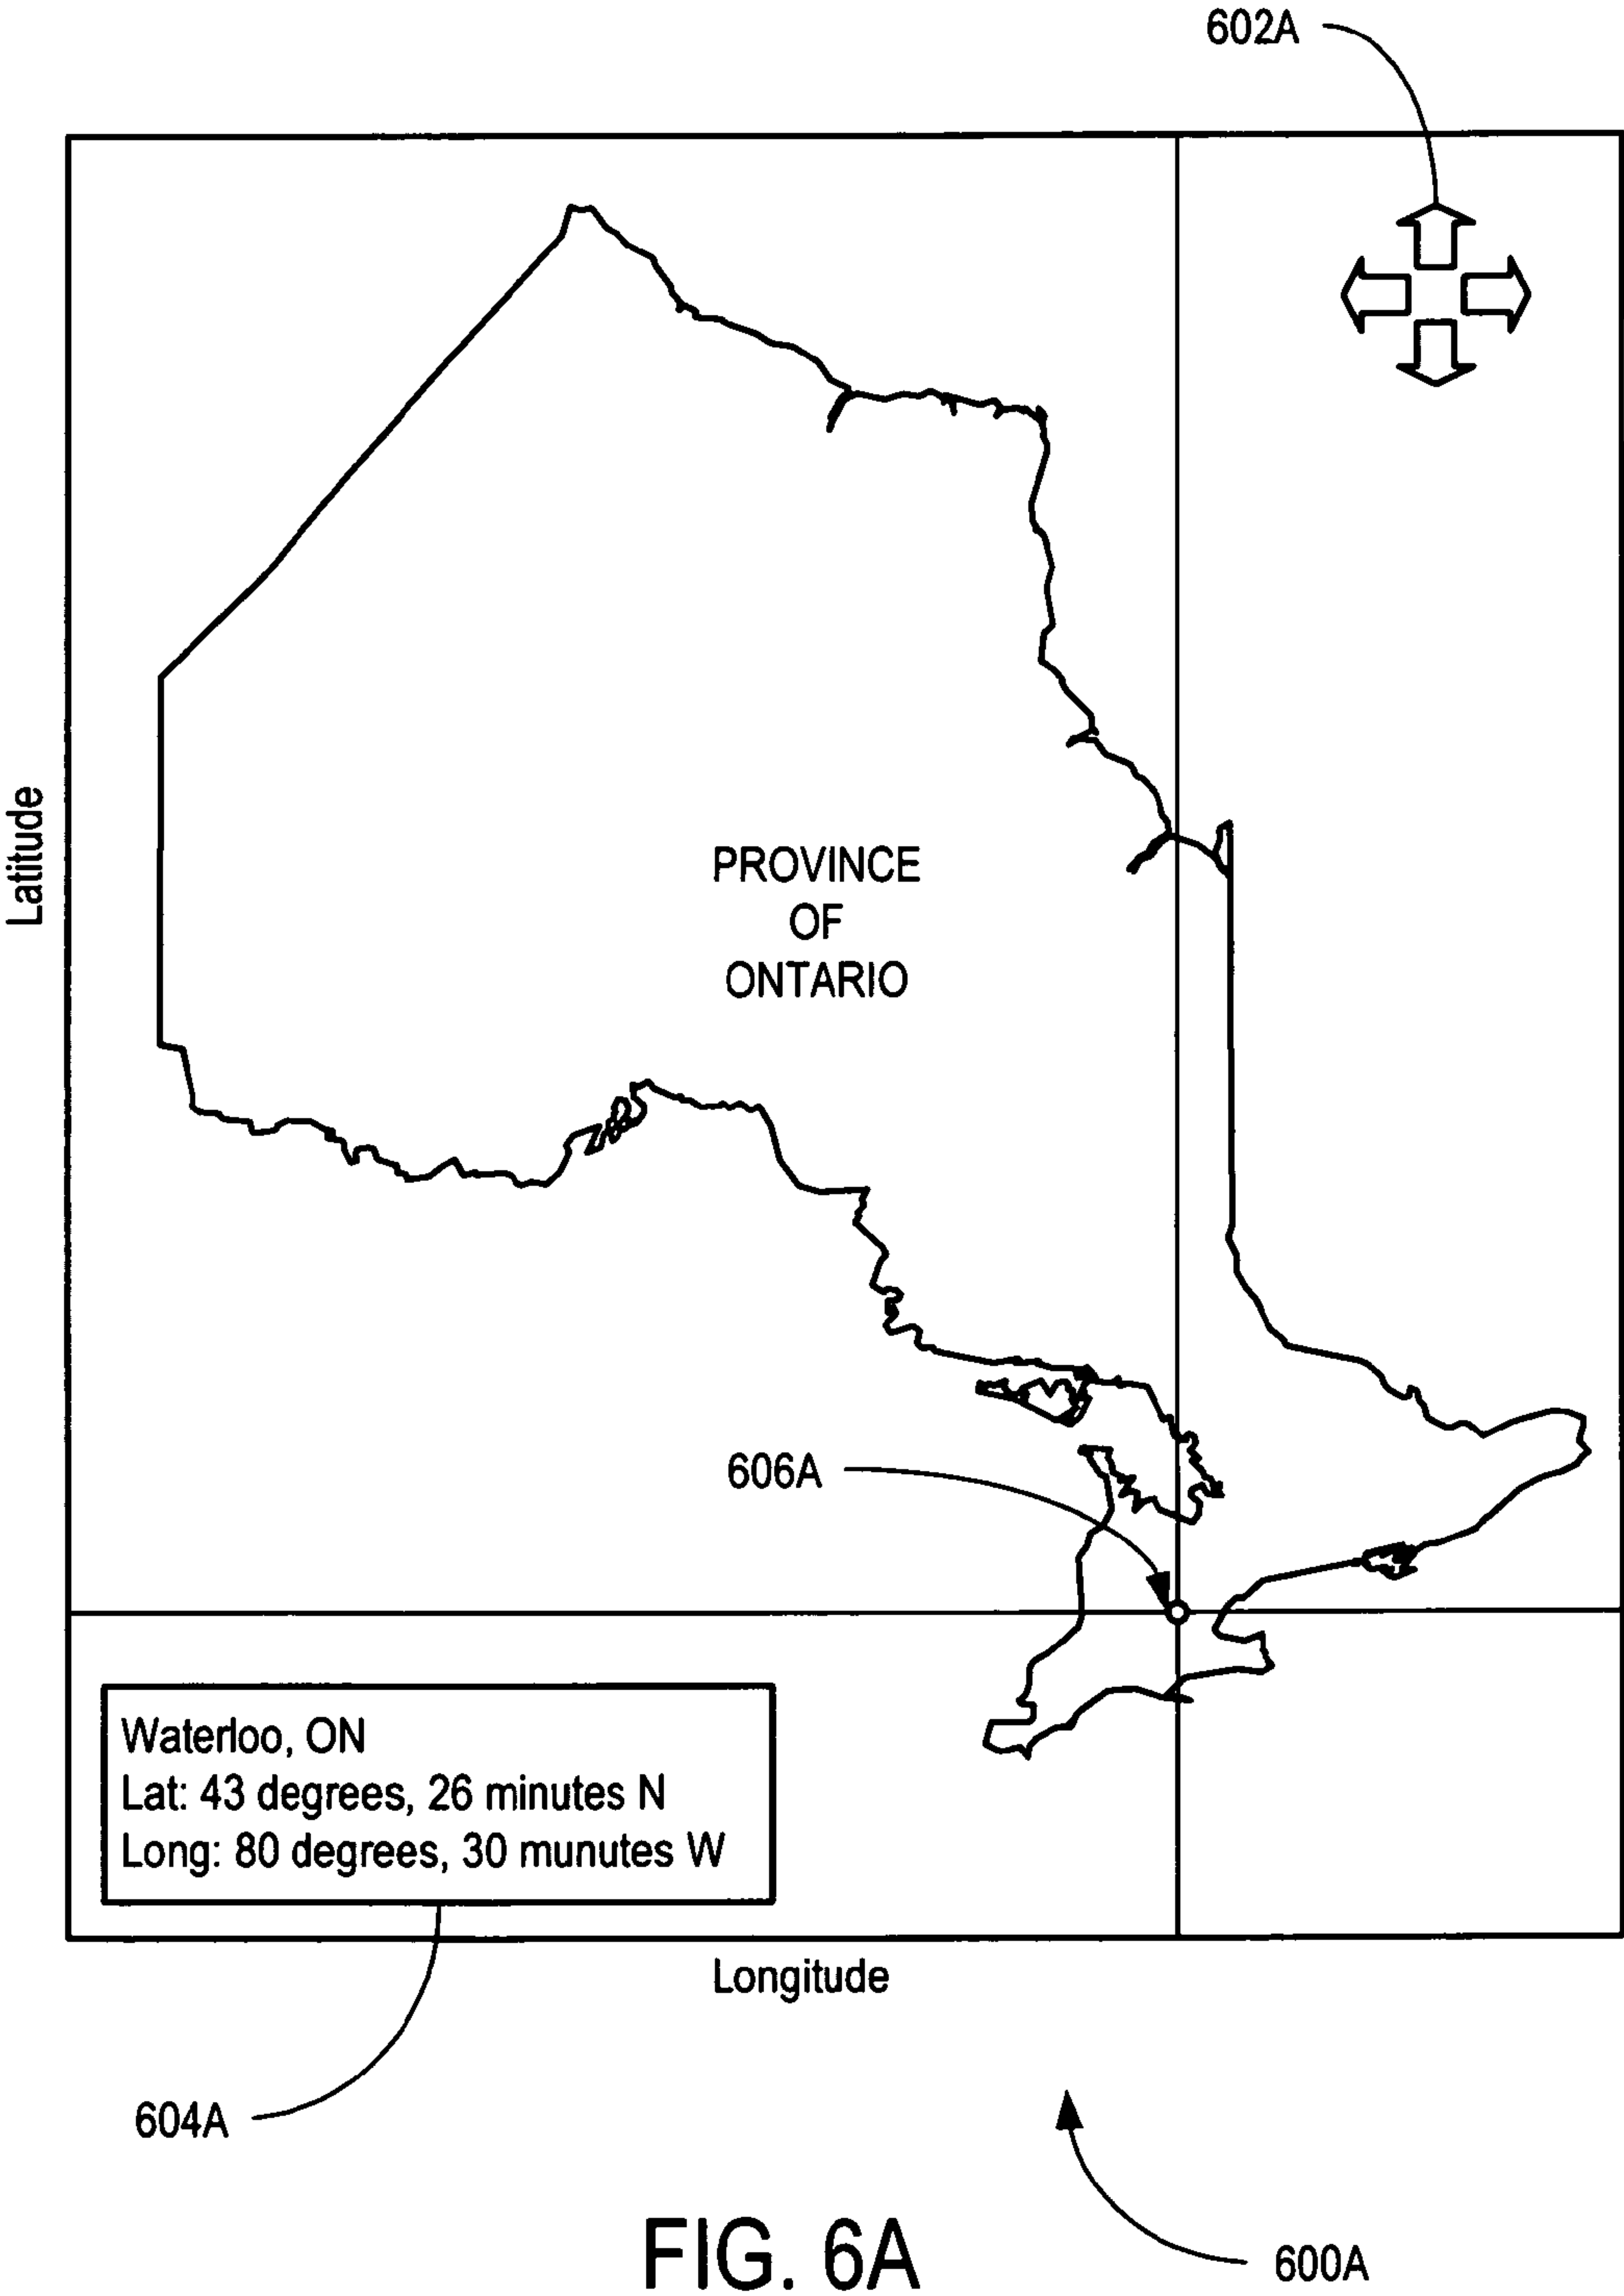 602A
Latitude
PROVINCE
OF
ONTARIO
606A
Waterloo, ON
Lat: 43 degrees, 26 minutes N
Long: 80 degrees, 30 munutes W
Longitude
604A
600A
FIG. 6A